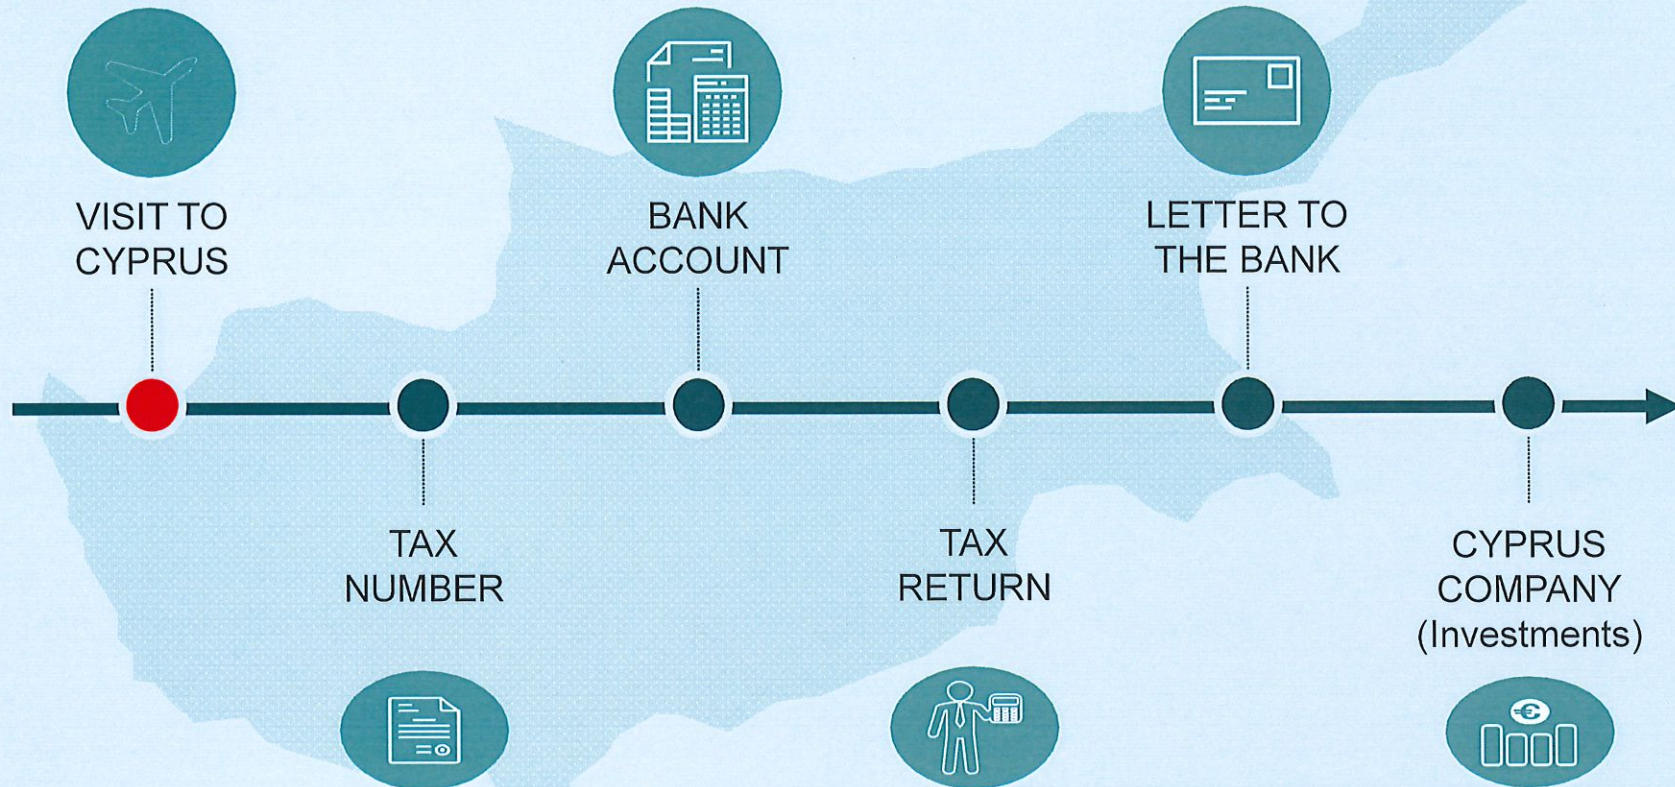 VISIT TO
CYPRUS
BANK
ACCOUNT
LETTER TO
THE BANK
TAX
NUMBER
TAX
RETURN
CYPRUS
COMPANY
(Investments)
€